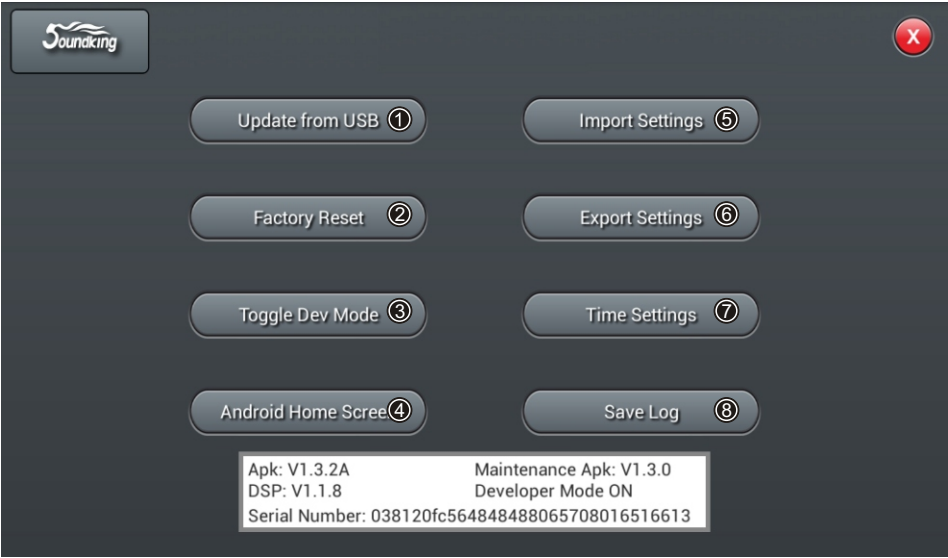 Soundking
X
Update from USB ① Import Settings ⑤
Factory Reset ② Export Settings ⑥
Toggle Dev Mode ③ Time Settings ⑦
Android Home Scree ④ Save Log ⑧
Apk: V1.3.2A Maintenance Apk: V1.3.0
DSP: V1.1.8 Developer Mode ON
Serial Number: 038120fc5648484880657080165166​13